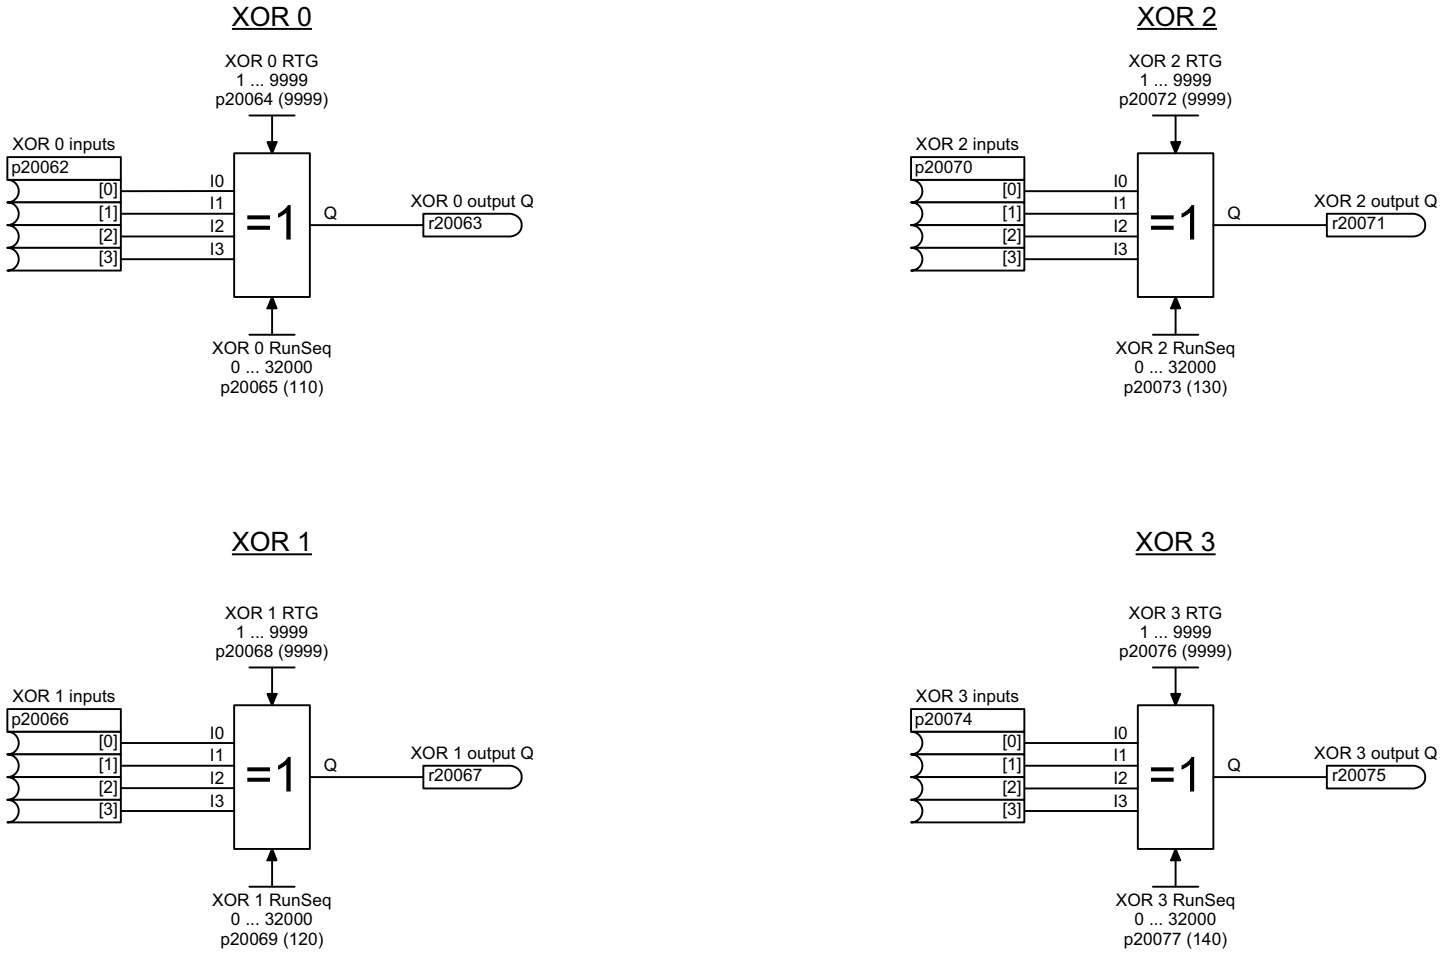 XOR 0
XOR 0 RTG
1 ... 9999
p20064 (9999)
XOR 0 inputs
p20062
[0]
[1]
[2]
[3]
I0
I1
I2
I3
=1
Q
XOR 0 output Q
r20063
XOR 0 RunSeq
0 ... 32000
p20065 (110)
XOR 2
XOR 2 RTG
1 ... 9999
p20072 (9999)
XOR 2 inputs
p20070
[0]
[1]
[2]
[3]
I0
I1
I2
I3
=1
Q
XOR 2 output Q
r20071
XOR 2 RunSeq
0 ... 32000
p20073 (130)
XOR 1
XOR 1 RTG
1 ... 9999
p20068 (9999)
XOR 1 inputs
p20066
[0]
[1]
[2]
[3]
I0
I1
I2
I3
=1
Q
XOR 1 output Q
r20067
XOR 1 RunSeq
0 ... 32000
p20069 (120)
XOR 3
XOR 3 RTG
1 ... 9999
p20076 (9999)
XOR 3 inputs
p20074
[0]
[1]
[2]
[3]
I0
I1
I2
I3
=1
Q
XOR 3 output Q
r20075
XOR 3 RunSeq
0 ... 32000
p20077 (140)